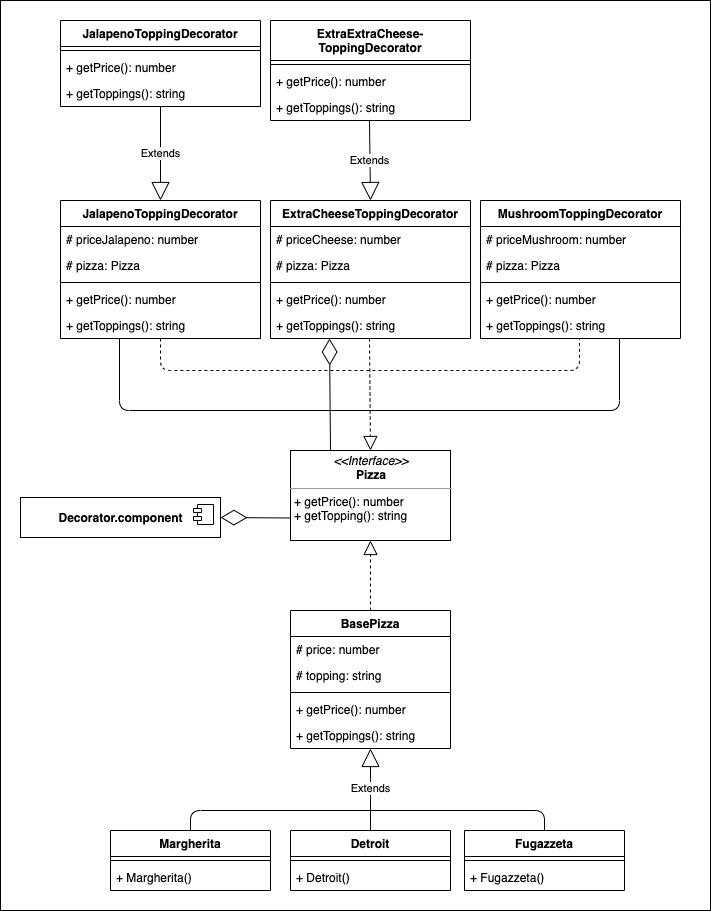 JalapenoToppingDecorator
+ getPrice(): number
+ getToppings(): string
ExtraExtraCheese-
ToppingDecorator
+ getPrice(): number
+ getToppings(): string
Extends
Extends
JalapenoToppingDecorator
# priceJalapeno: number
# pizza: Pizza
+ getPrice(): number
+ getToppings(): string
ExtraCheeseToppingDecorator
# priceCheese: number
# pizza: Pizza
+ getPrice(): number
+ getToppings(): string
MushroomToppingDecorator
# priceMushroom: number
# pizza: Pizza
+ getPrice(): number
+ getToppings(): string
<<Interface>>
Pizza
+ getPrice(): number
+ getTopping(): string
Decorator.component
BasePizza
# price: number
# topping: string
+ getPrice(): number
+ getToppings(): string
Extends
Margherita
+ Margherita()
Detroit
+ Detroit()
Fugazzeta
+ Fugazzeta()